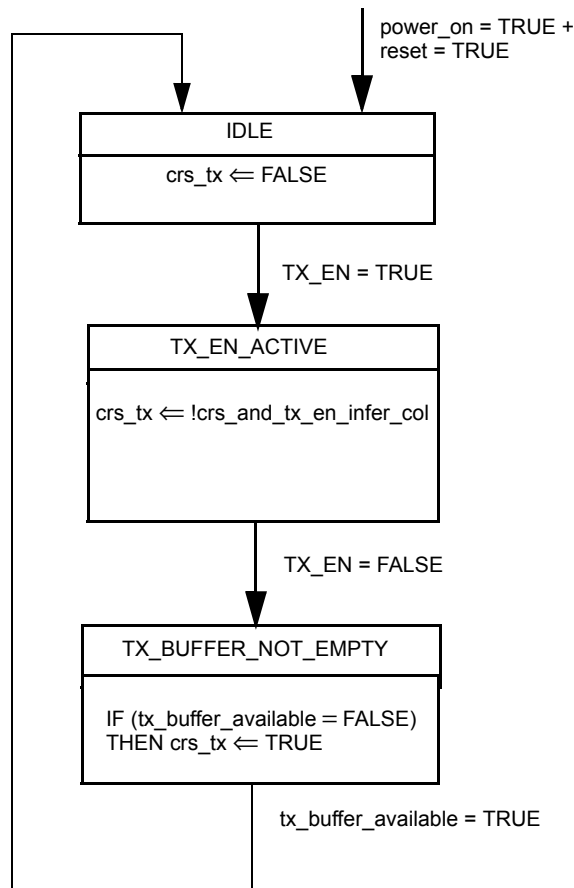 power_on = TRUE +
reset = TRUE
IDLE
crs_tx ⇐ FALSE
TX_EN = TRUE
TX_EN_ACTIVE
crs_tx ⇐ !crs_and_tx_en_infer_col
TX_EN = FALSE
TX_BUFFER_NOT_EMPTY
IF (tx_buffer_available = FALSE)
THEN crs_tx ⇐ TRUE
tx_buffer_available = TRUE